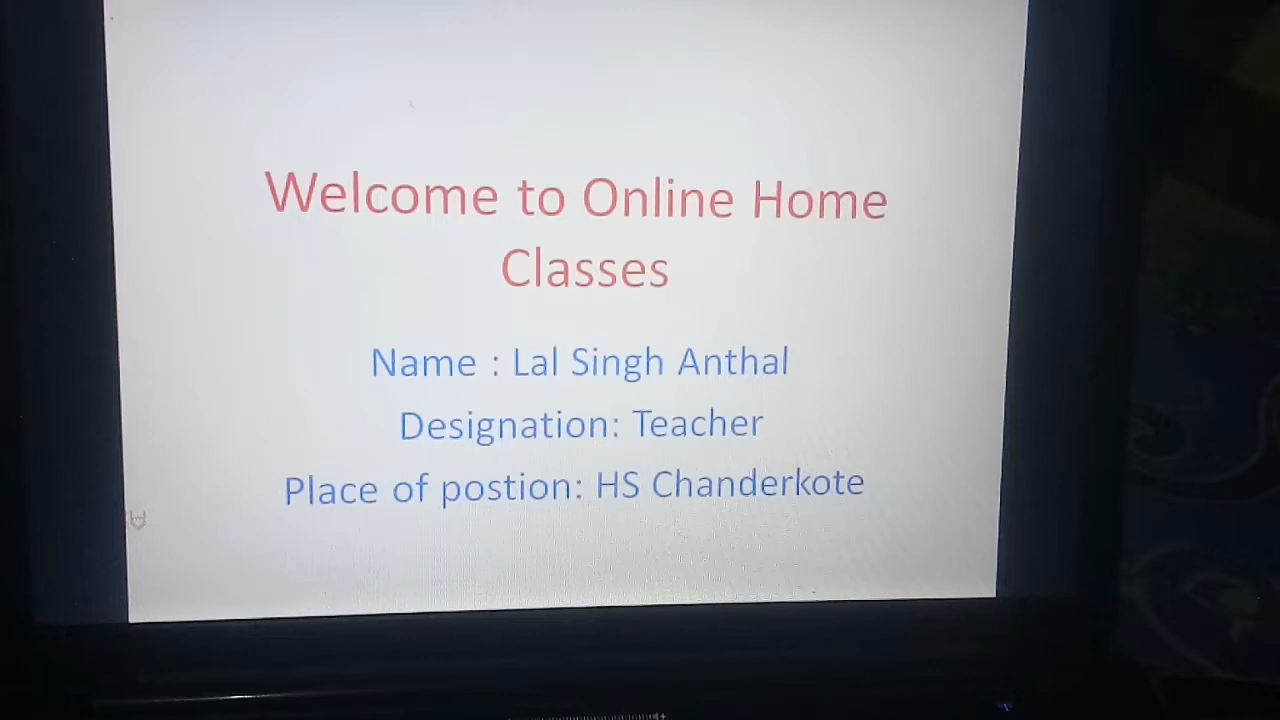 Welcome to Online Home
Classes
Name : Lal Singh Anthal
Designation: Teacher
Place of postion: HS Chanderkote